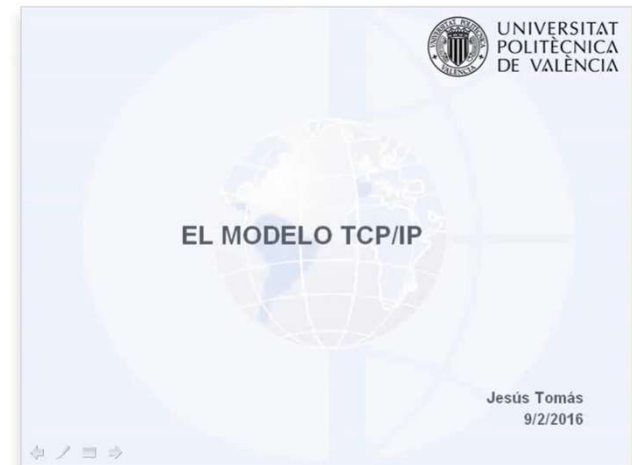 UNIVERSITAT
POLITÈCNICA
DE VALÈNCIA
EL MODELO TCP/IP
Jesús Tomás
9/2/2016